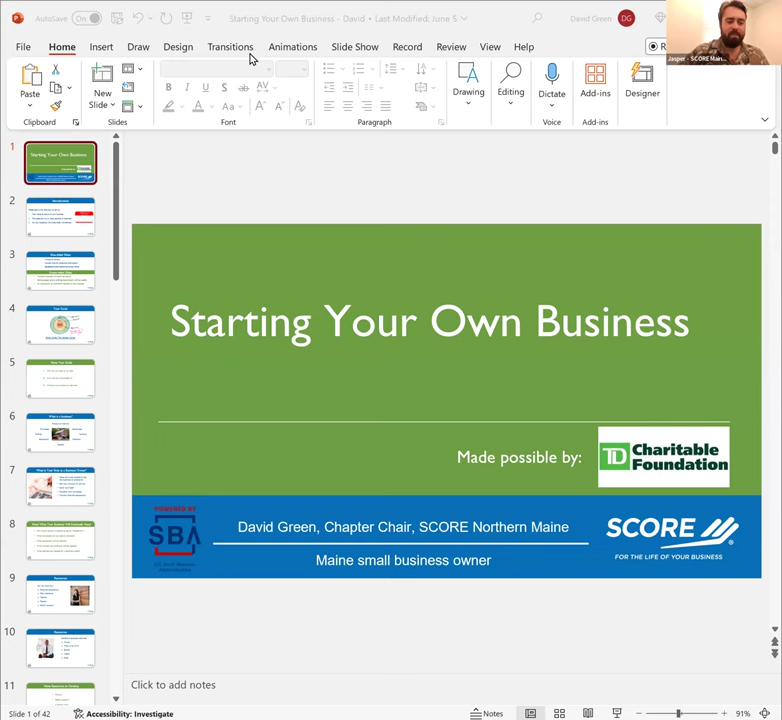 AutoSave On
Starting Your Own Business - David • Last Modified: June 5
David Green DG
File Home Insert Draw Design Transitions Animations Slide Show Record Review View Help
Jasper - SCORE Main...
Paste
Clipboard
New
Slide
Slides
B I U S ab AV
A Aa A A
Font
Paragraph
Drawing
Editing
Dictate
Voice
Add-ins
Add-ins
Designer
1
2
3
4
5
6
7
8
9
10
11
Starting Your Own Business
Made possible by:
TD Charitable
Foundation
POWERED BY
SBA
U.S. Small Business
Administration
David Green, Chapter Chair, SCORE Northern Maine
Maine small business owner
SCORE
FOR THE LIFE OF YOUR BUSINESS
Click to add notes
Slide 1 of 42
Accessibility: Investigate
Notes
91%